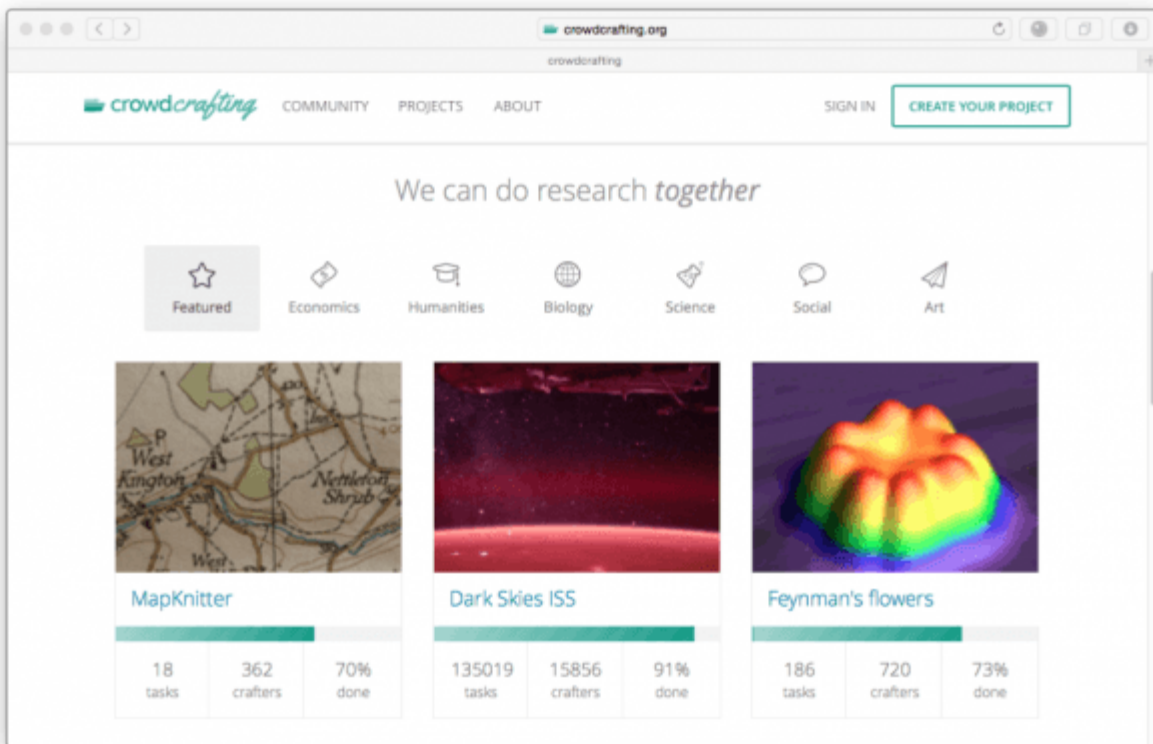 crowdcrafting.org
crowdcrafting
crowdcrafting COMMUNITY PROJECTS ABOUT SIGN IN CREATE YOUR PROJECT
We can do research together
Featured Economics Humanities Biology Science Social Art
P
West
Kington
Nettleton
Shrub
West
MapKnitter Dark Skies ISS Feynman's flowers
18 362 70% 135019 15856 91% 186 720 73%
tasks crafters done tasks crafters done tasks crafters done